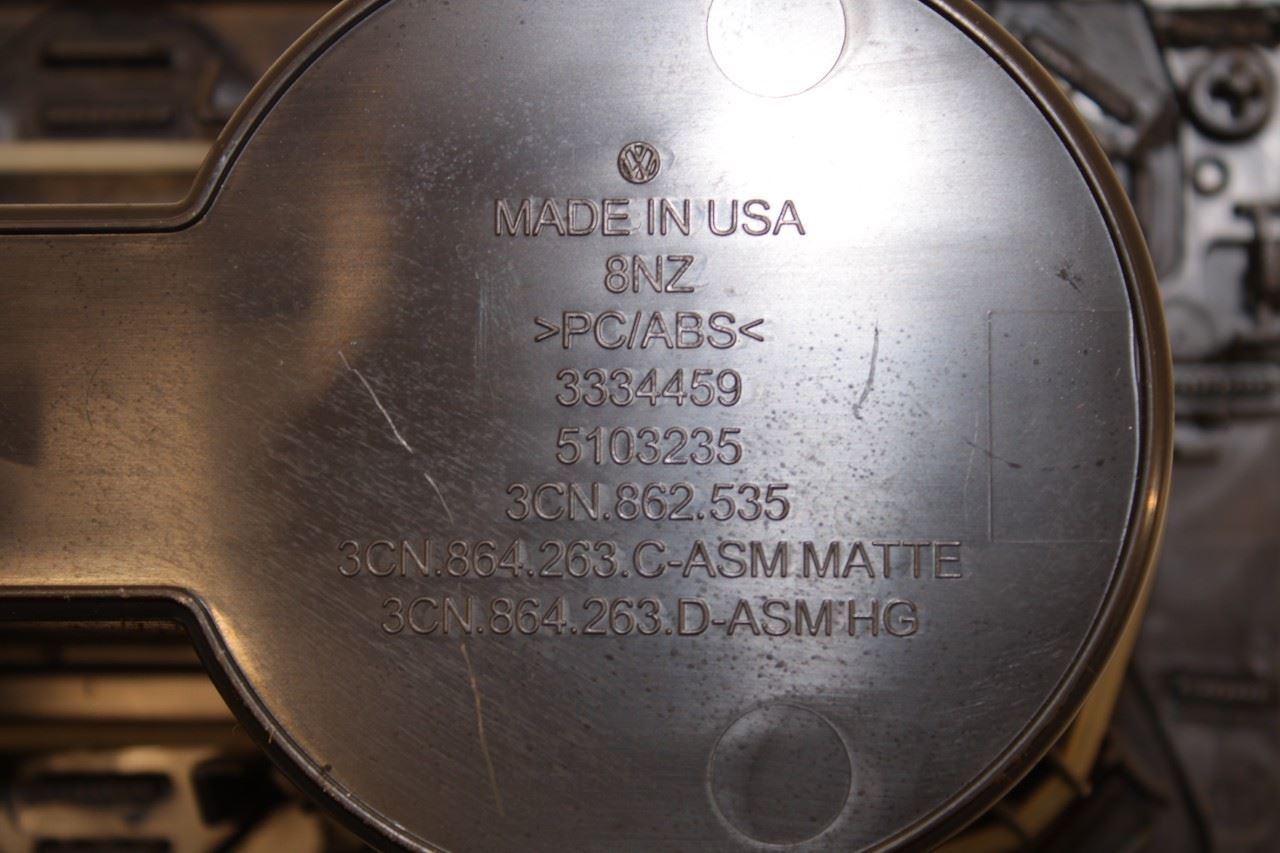 VW
MADE IN USA
8NZ
>PC/ABS<
3334459
5103235
3CN.862.535
3CN.864.263.C-ASM MATTE
3CN.864.263.D-ASM HG